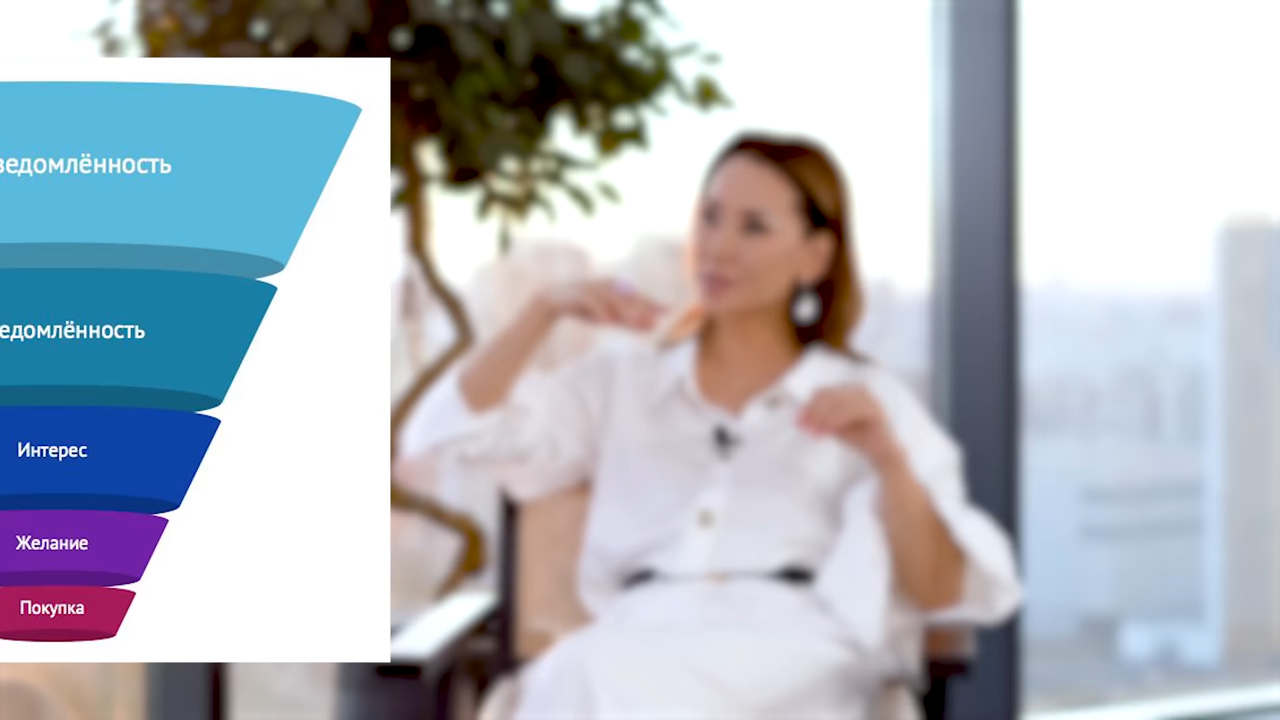 ведомлённость
едомлённость
Интерес
Желание
Покупка